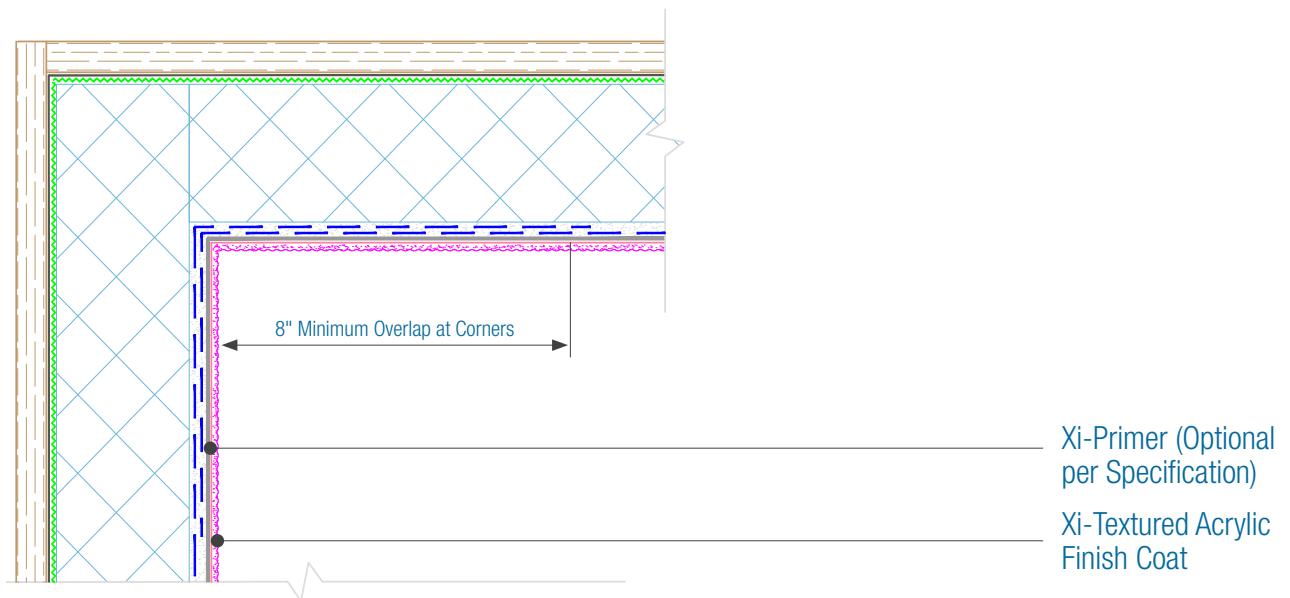 8" Minimum Overlap at Corners
Xi-Primer (Optional
per Specification)
Xi-Textured Acrylic
Finish Coat